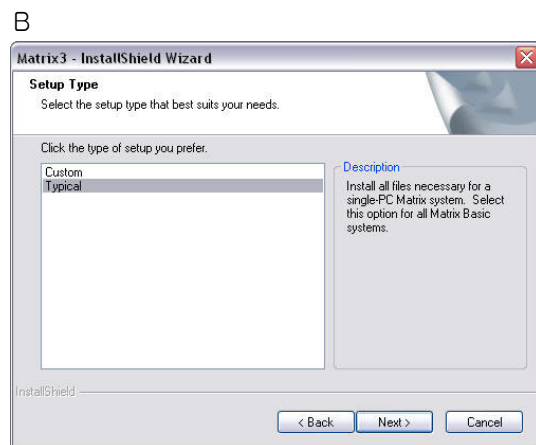 B
Matrix3 - InstallShield Wizard
Setup Type
Select the setup type that best suits your needs.
Click the type of setup you prefer.
Custom
Typical
Description
Install all files necessary for a
single-PC Matrix system. Select
this option for all Matrix Basic
systems.
InstallShield
< Back
Next >
Cancel